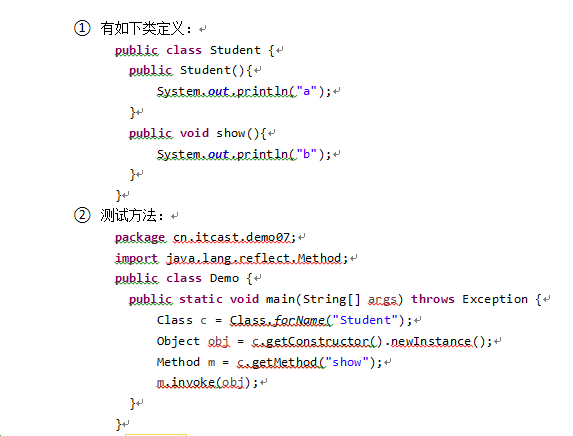 ① 有如下类定义：
public class Student {
public Student(){
System.out.println("a");
}
public void show(){
System.out.println("b");
}
}
② 测试方法：
package cn.itcast.demo07;
import java.lang.reflect.Method;
public class Demo {
public static void main(String[] args) throws Exception {
Class c = Class.forName("Student");
Object obj = c.getConstructor().newInstance();
Method m = c.getMethod("show");
m.invoke(obj);
}
}